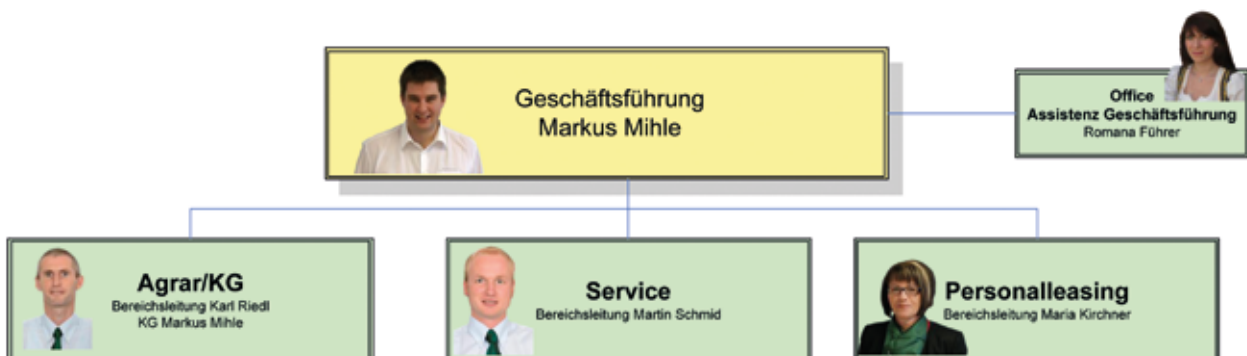 Geschäftsführung
Markus Mihle
Office
Assistenz Geschäftsführung
Romana Führer
Agrar/KG
Bereichsleitung Karl Riedl
KG Markus Mihle
Service
Bereichsleitung Martin Schmid
Personalleasing
Bereichsleitung Maria Kirchner